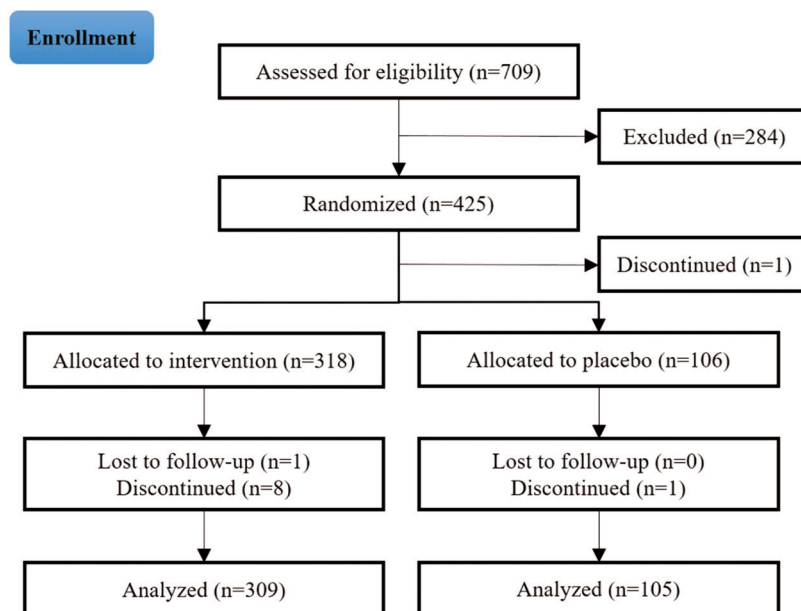 Enrollment
Assessed for eligibility (n=709)
Excluded (n=284)
Randomized (n=425)
Discontinued (n=1)
Allocated to intervention (n=318)
Allocated to placebo (n=106)
Lost to follow-up (n=1)
Discontinued (n=8)
Lost to follow-up (n=0)
Discontinued (n=1)
Analyzed (n=309)
Analyzed (n=105)